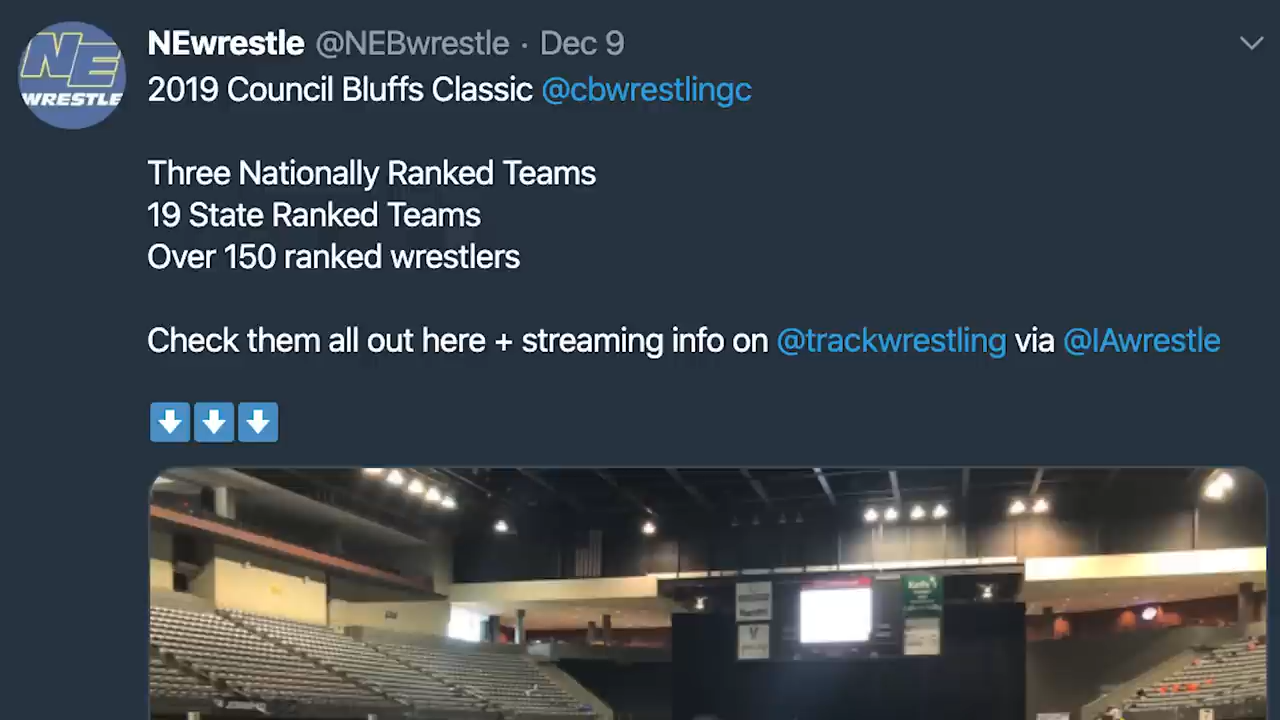 NEwrestle @NEBwrestle · Dec 9
2019 Council Bluffs Classic @cbwrestlingc
Three Nationally Ranked Teams
19 State Ranked Teams
Over 150 ranked wrestlers
Check them all out here + streaming info on @trackwrestling via @IAwrestle
NE
WRESTLE